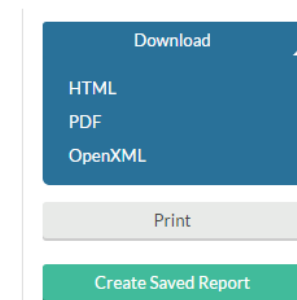 Download
HTML
PDF
OpenXML
Print
Create Saved Report